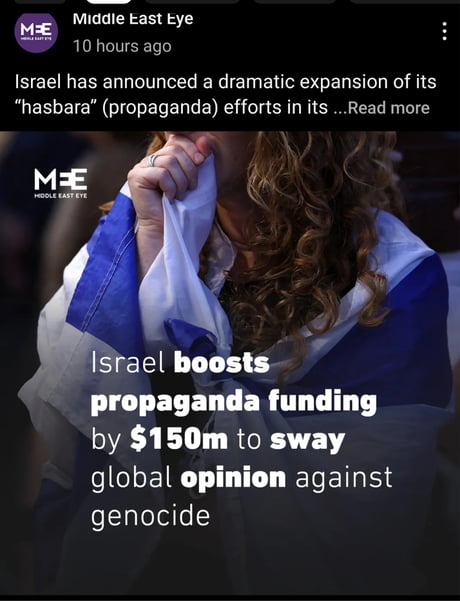 MEE
MIDDLE EAST EYE
Middle East Eye
10 hours ago
Israel has announced a dramatic expansion of its
“hasbara” (propaganda) efforts in its ...Read more
MEE
MIDDLE EAST EYE
Israel boosts
propaganda funding
by $150m to sway
global opinion against
genocide